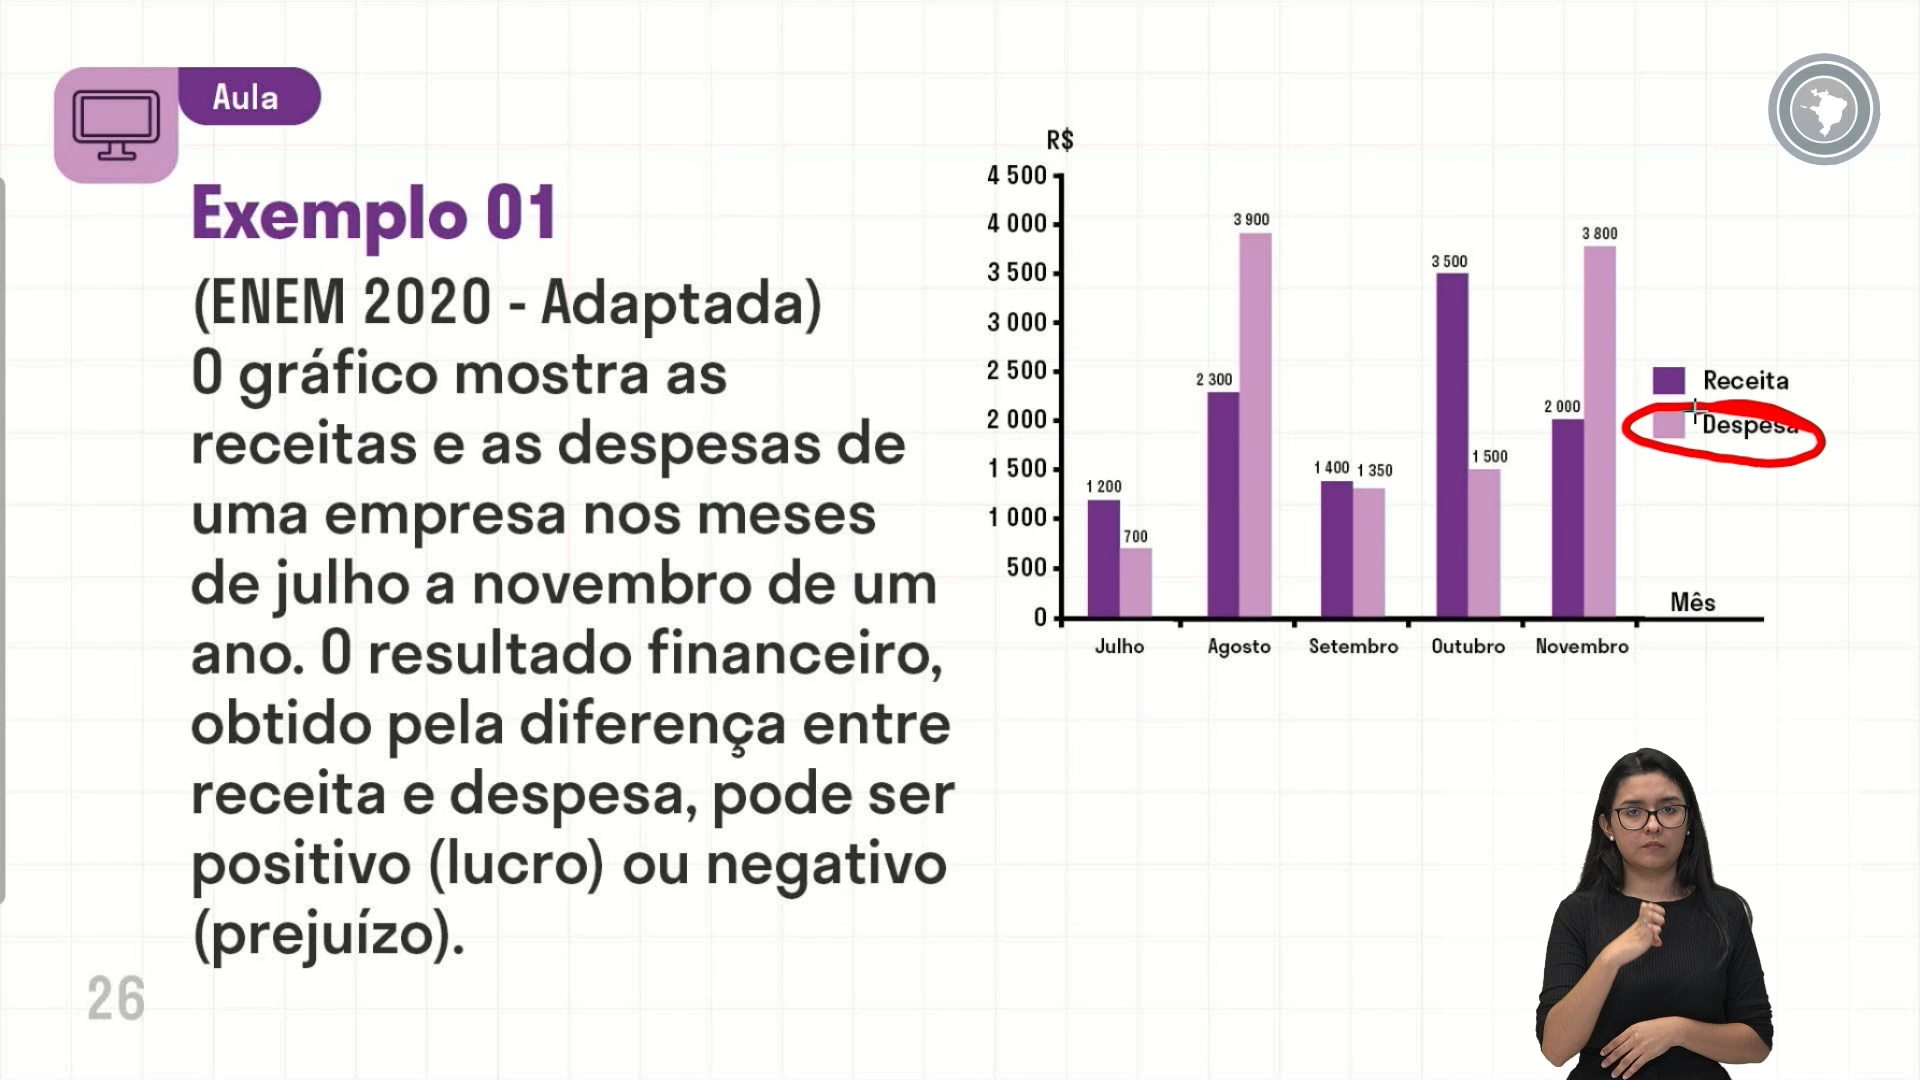 Aula
Exemplo 01
(ENEM 2020 - Adaptada)
O gráfico mostra as
receitas e as despesas de
uma empresa nos meses
de julho a novembro de um
ano. O resultado financeiro,
obtido pela diferença entre
receita e despesa, pode ser
positivo (lucro) ou negativo
(prejuízo).
26
R$
4 500
4 000
3 500
3 000
2 500
2 000
1 500
1 000
500
0
1 200
700
2 300
3 900
1 400
1 350
3 500
1 500
2 000
3 800
Julho
Agosto
Setembro
Outubro
Novembro
Mês
Receita
Despesa